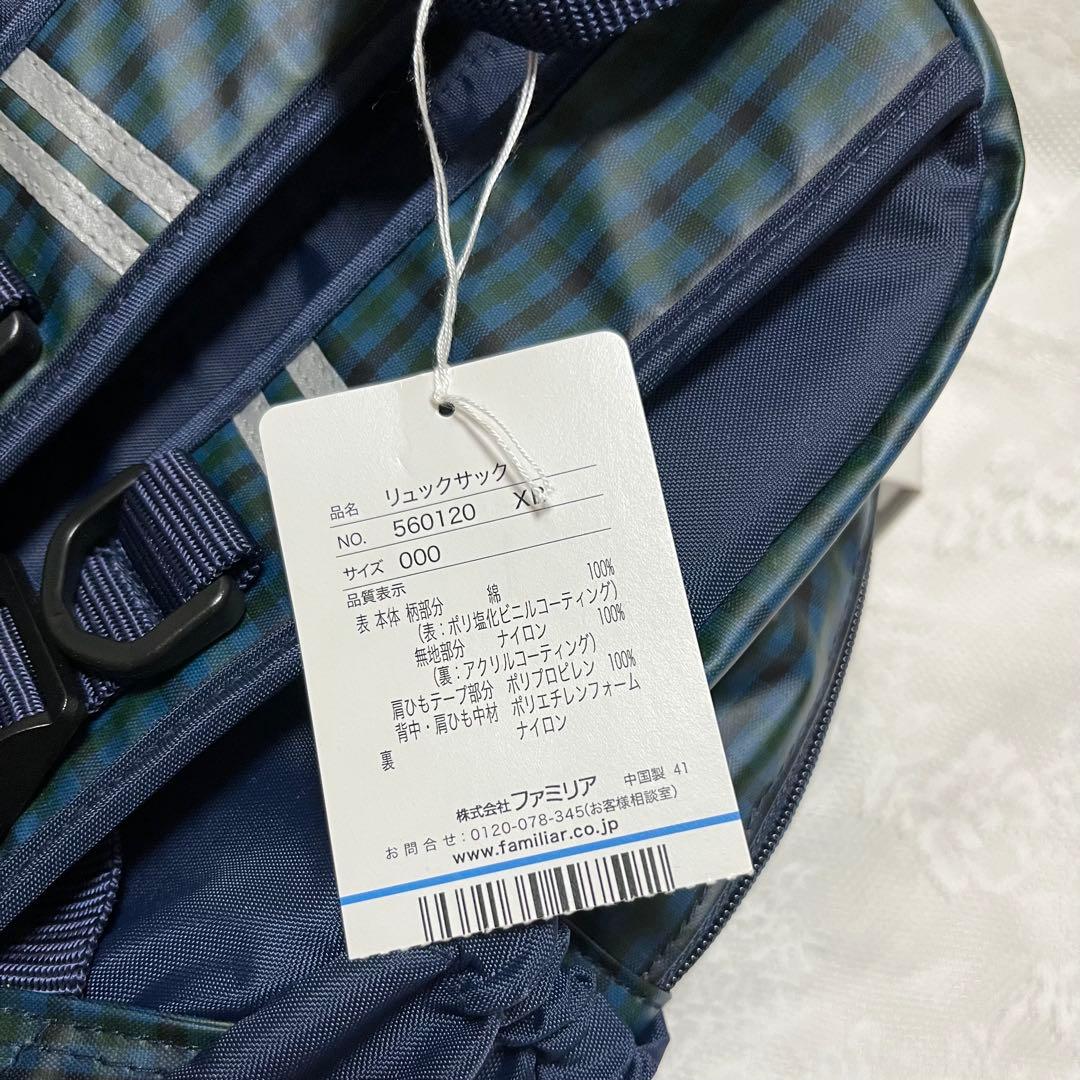 品名 リュックサック
NO. 560120
サイズ 000
品質表示
表 本体 柄部分 綿 100%
(表:ポリ塩化ビニルコーティング)
無地部分 ナイロン 100%
(裏:アクリルコーティング)
肩ひもテープ部分 ポリプロピレン 100%
背中・肩ひも中材 ポリエチレンフォーム
裏 ナイロン
株式会社 ファミリア 中国製 41
お問合せ:0120-078-345(お客様相談室)
www.familiar.co.jp